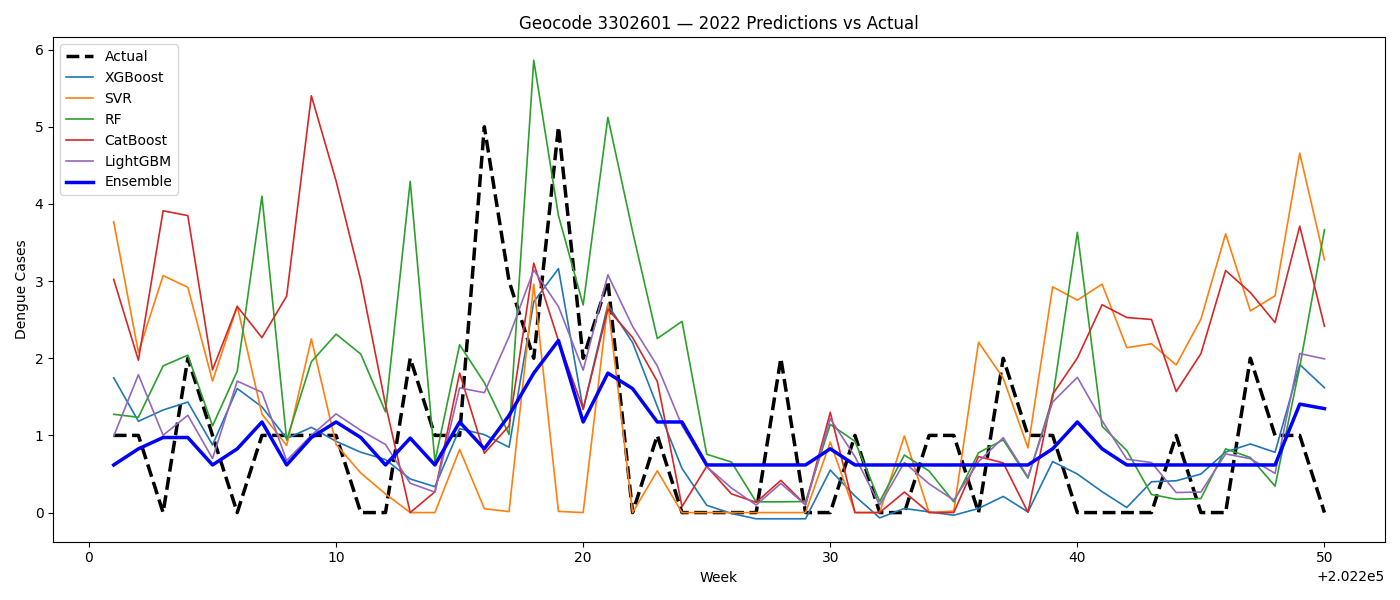 Geocode 3302601 — 2022 Predictions vs Actual
6
5
4
3
2
1
0
Dengue Cases
Actual
XGBoost
SVR
RF
CatBoost
LightGBM
Ensemble
0
10
20
30
40
50
+2.022e5
Week